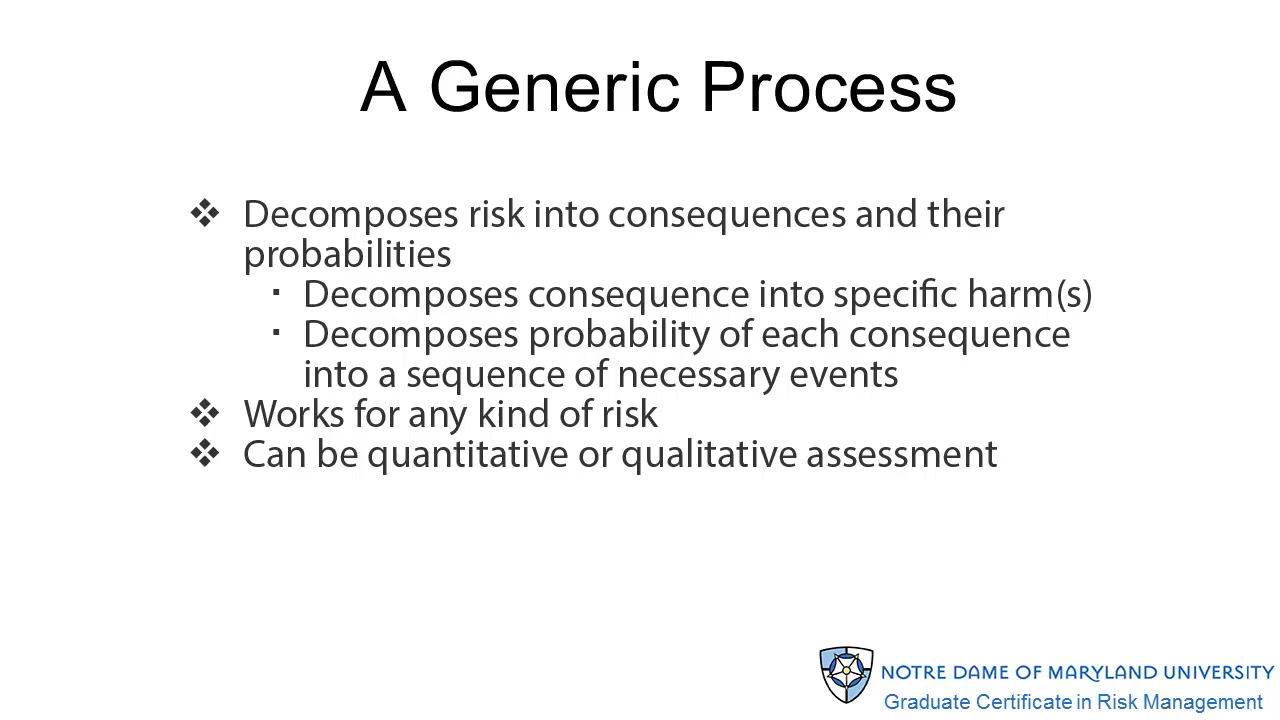 A Generic Process
❖ Decomposes risk into consequences and their
probabilities
▪ Decomposes consequence into specific harm(s)
▪ Decomposes probability of each consequence
into a sequence of necessary events
❖ Works for any kind of risk
❖ Can be quantitative or qualitative assessment
NOTRE DAME OF MARYLAND UNIVERSITY
Graduate Certificate in Risk Management